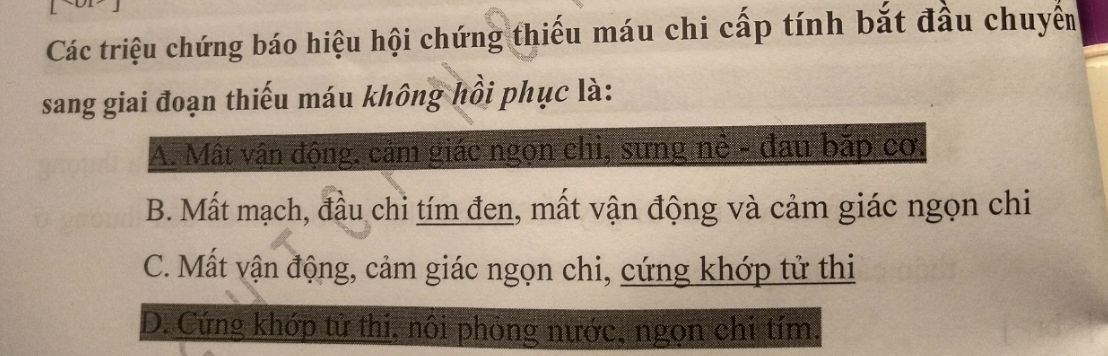 Các triệu chứng báo hiệu hội chứng thiếu máu chi cấp tính bắt đầu chuyển
sang giai đoạn thiếu máu không hồi phục là:
A. Mất vận động, cảm giác ngọn chi, sưng nề - đau bắp cơ.
B. Mất mạch, đầu chi tím đen, mất vận động và cảm giác ngọn chi
C. Mất vận động, cảm giác ngọn chi, cứng khớp tử thi
D. Cứng khớp tử thi, nổi phỏng nước, ngọn chi tím.